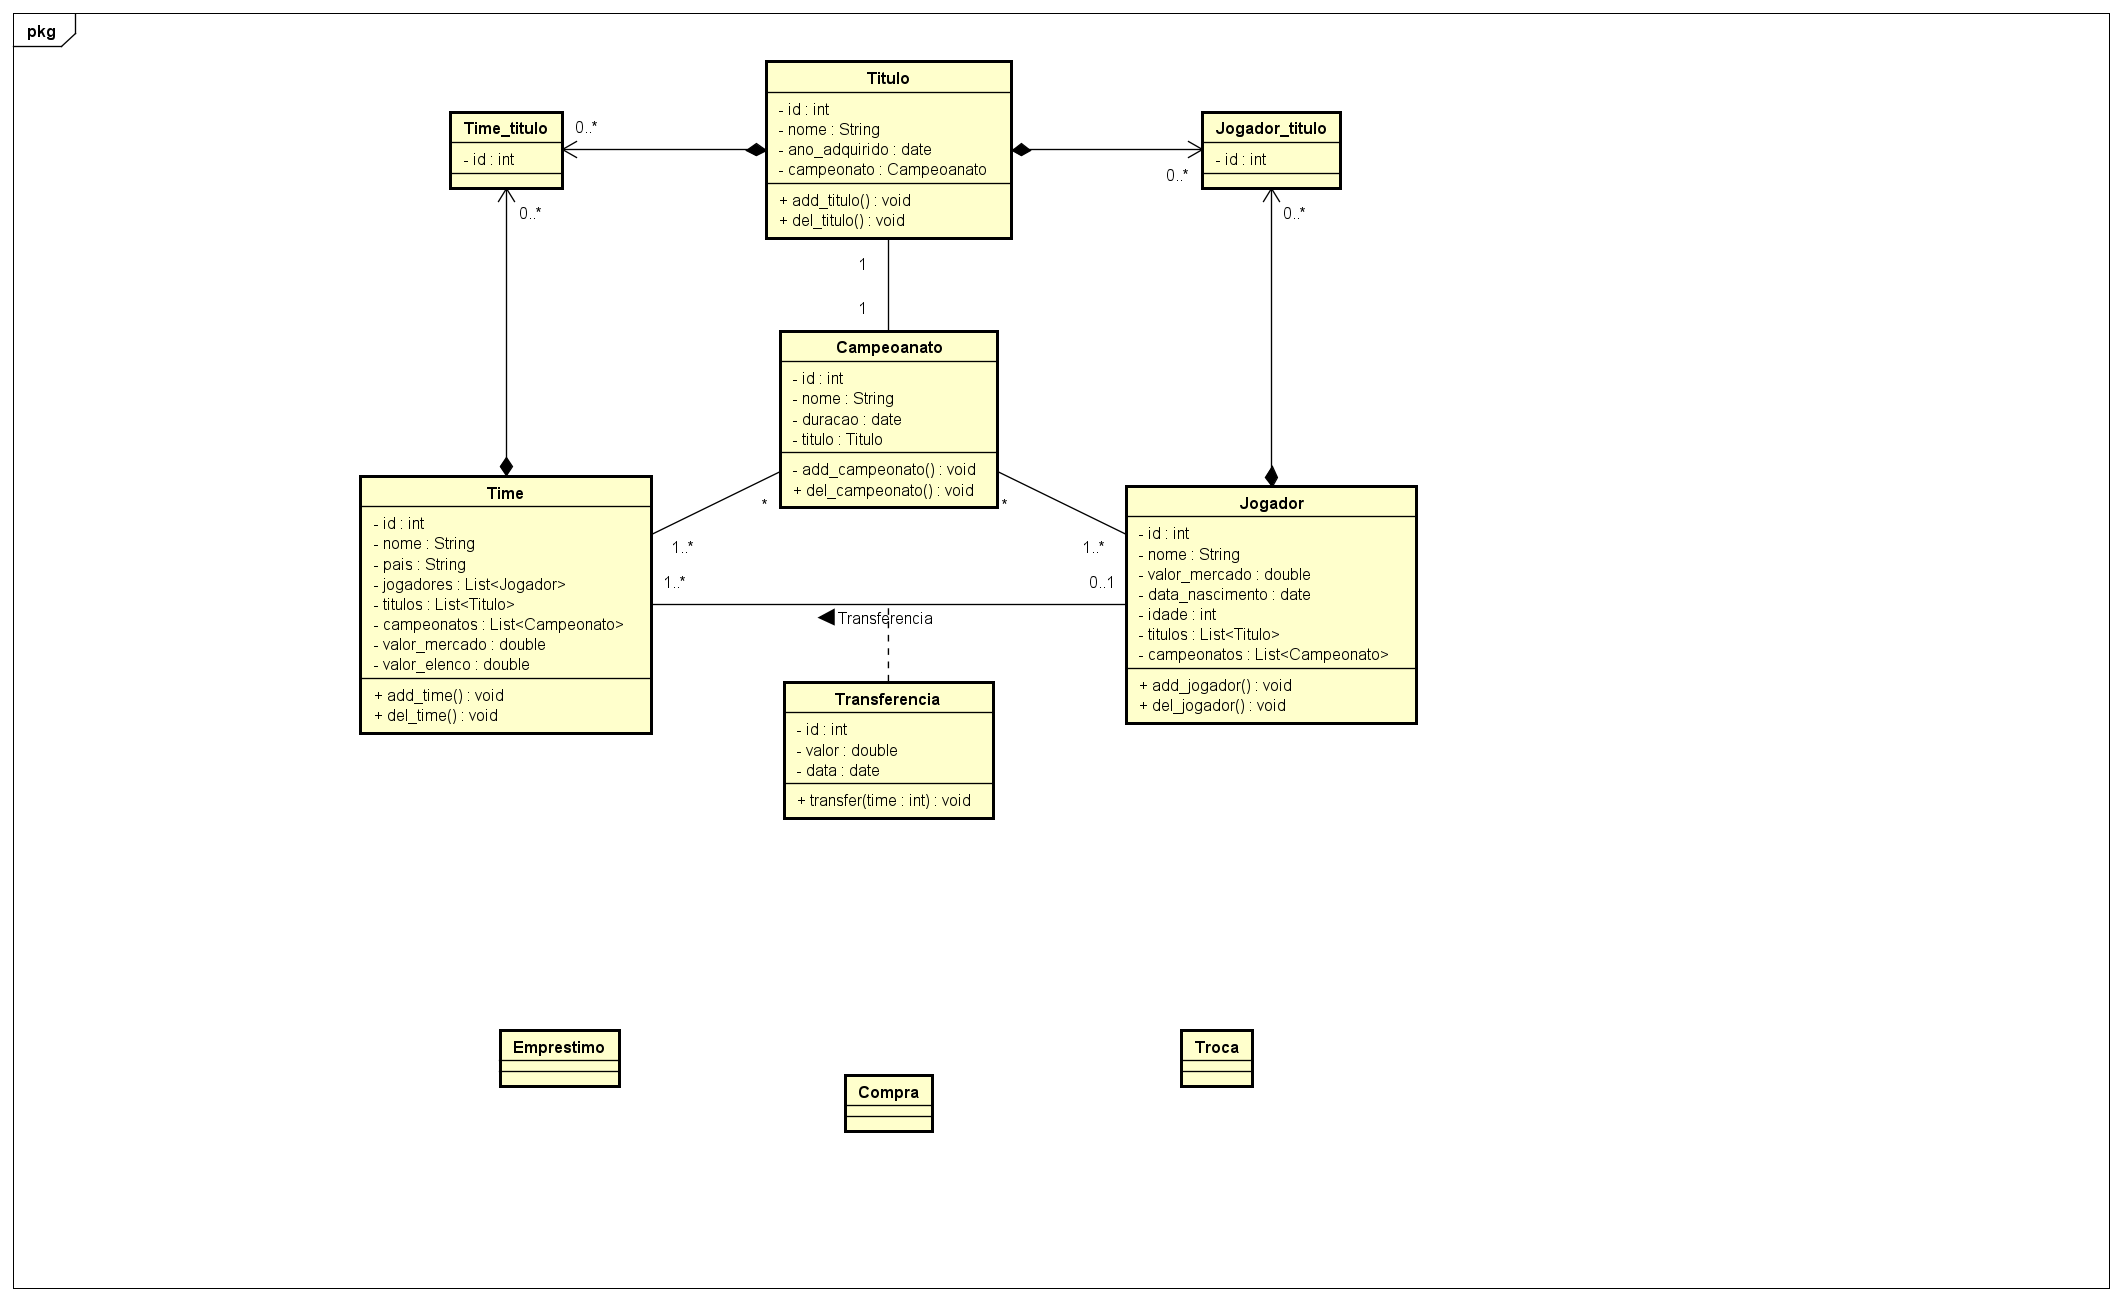 pkg
Titulo
- id : int
- nome : String
- ano_adquirido : date
- campeonato : Campeoanato
+ add_titulo() : void
+ del_titulo() : void
Time_titulo
- id : int
0..*
0..*
Jogador_titulo
- id : int
0..*
0..*
1
1
Campeoanato
- id : int
- nome : String
- duracao : date
- titulo : Titulo
- add_campeonato() : void
+ del_campeonato() : void
*
*
1..*
1..*
Time
- id : int
- nome : String
- pais : String
- jogadores : List<Jogador>
- titulos : List<Titulo>
- campeonatos : List<Campeonato>
- valor_mercado : double
- valor_elenco : double
+ add_time() : void
+ del_time() : void
1..*
0..1
Transferencia
Jogador
- id : int
- nome : String
- valor_mercado : double
- data_nascimento : date
- idade : int
- titulos : List<Titulo>
- campeonatos : List<Campeonato>
+ add_jogador() : void
+ del_jogador() : void
Transferencia
- id : int
- valor : double
- data : date
+ transfer(time : int) : void
Emprestimo
Compra
Troca